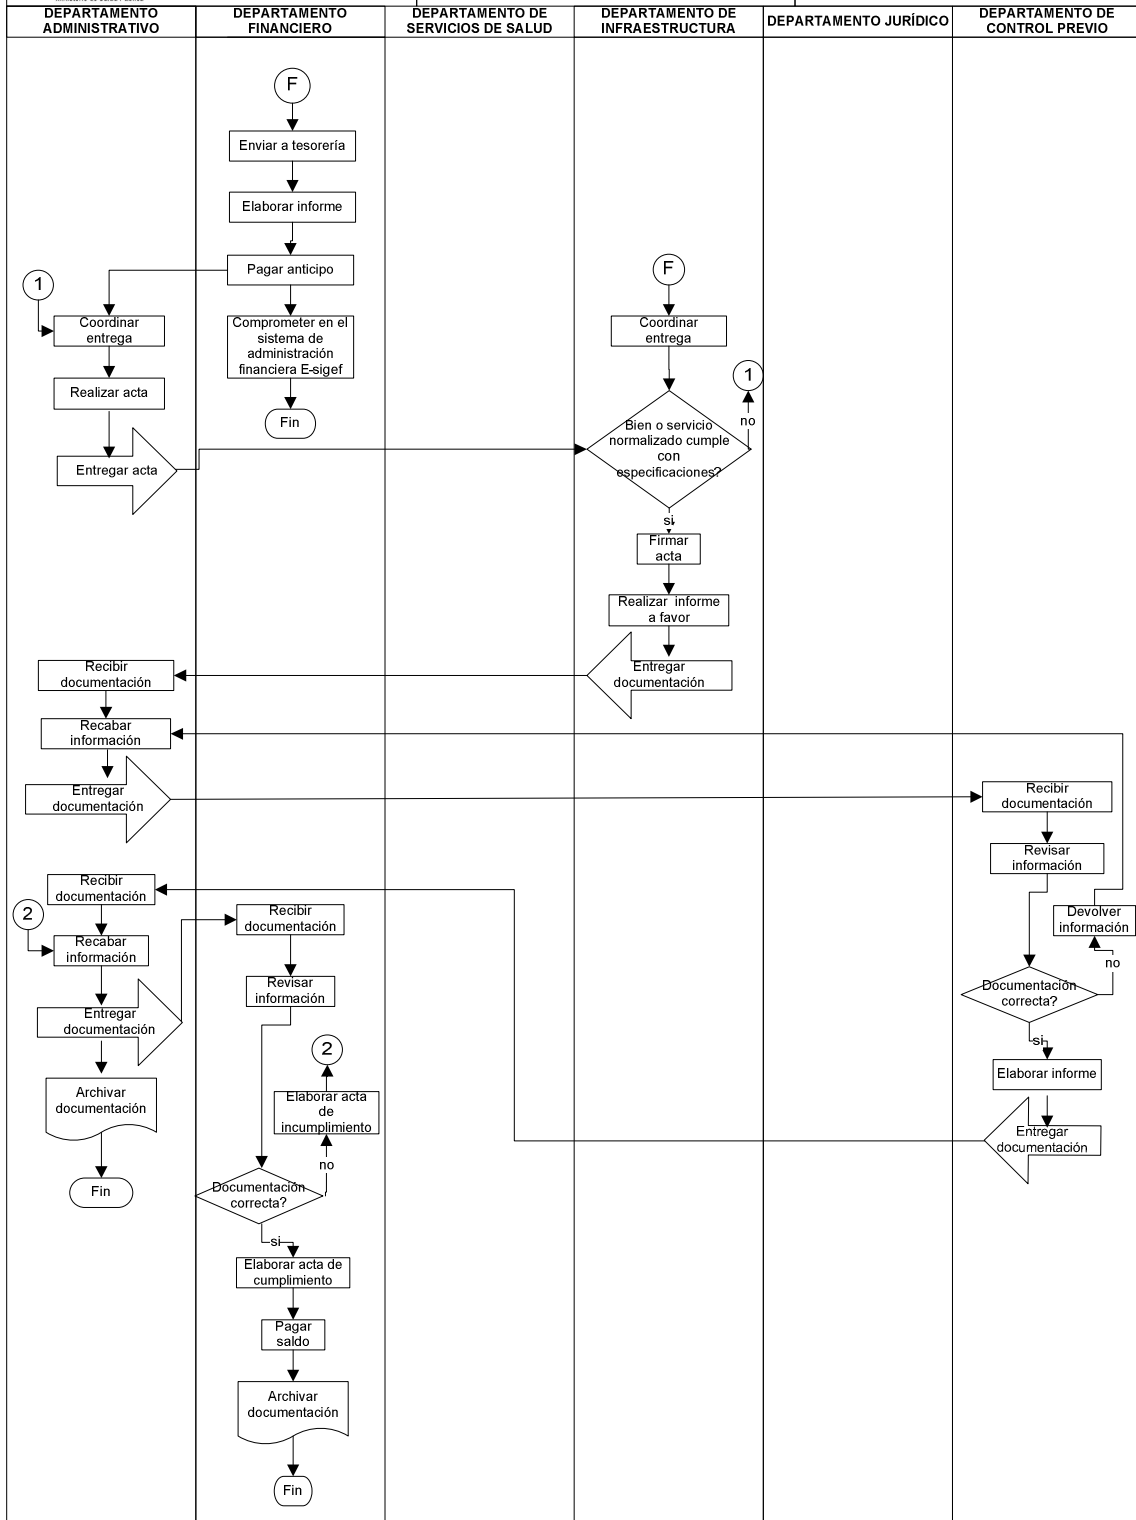 DEPARTAMENTO
ADMINISTRATIVO
DEPARTAMENTO
FINANCIERO
DEPARTAMENTO DE
SERVICIOS DE SALUD
DEPARTAMENTO DE
INFRAESTRUCTURA
DEPARTAMENTO JURÍDICO
DEPARTAMENTO DE
CONTROL PREVIO
F
Enviar a tesorería
Elaborar informe
Pagar anticipo
F
1
Coordinar
entrega
Comprometer en el
sistema de
administración
financiera E-sigef
Coordinar
entrega
1
Realizar acta
Fin
no
Bien o servicio
normalizado cumple
con
especificaciones?
Entregar acta
si
Firmar
acta
Realizar informe
a favor
Recibir
documentación
Entregar
documentación
Recabar
información
Entregar
documentación
Recibir
documentación
Revisar
información
Recibir
documentación
2
Recibir
documentación
Devolver
información
Recabar
información
no
Revisar
información
Documentación
correcta?
Entregar
documentación
si
2
Elaborar informe
Archivar
documentación
Elaborar acta
de
incumplimiento
Entregar
documentación
no
Fin
Documentación
correcta?
si
Elaborar acta de
cumplimiento
Pagar
saldo
Archivar
documentación
Fin